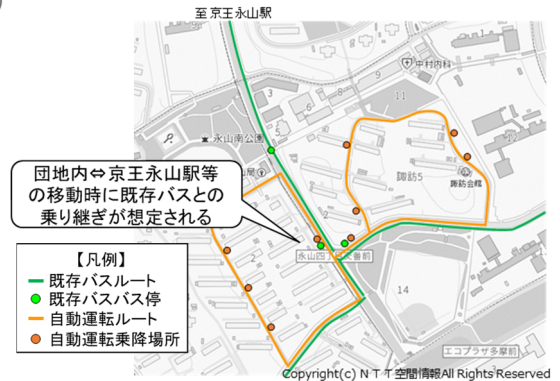 至 京王永山駅
中村内科
永山南公園
団地内⇔京王永山駅等
の移動時に既存バスとの
乗り継ぎが想定される
諏訪5
諏訪会館
11
12
3
5
6
8
9
1
2
2
14
【凡例】
既存バスルート
既存バスバス停
自動運転ルート
自動運転乗降場所
エコプラザ多摩前
Copyright(c) ＮＴＴ空間情報All Rights Reserved